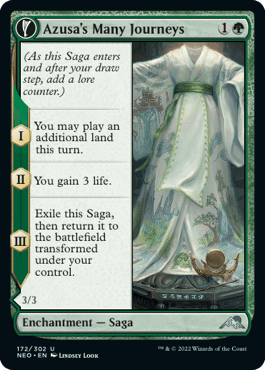 Azusa's Many Journeys 1
(As this Saga enters
and after your draw
step, add a lore
counter.)
I
You may play an
additional land
this turn.
II
You gain 3 life.
III
Exile this Saga,
then return it to
the battlefield
transformed
under your
control.
3/3
Enchantment — Saga
172/302 U
NEO • EN LINDSEY LOOK
™ & © 2022 Wizards of the Coast